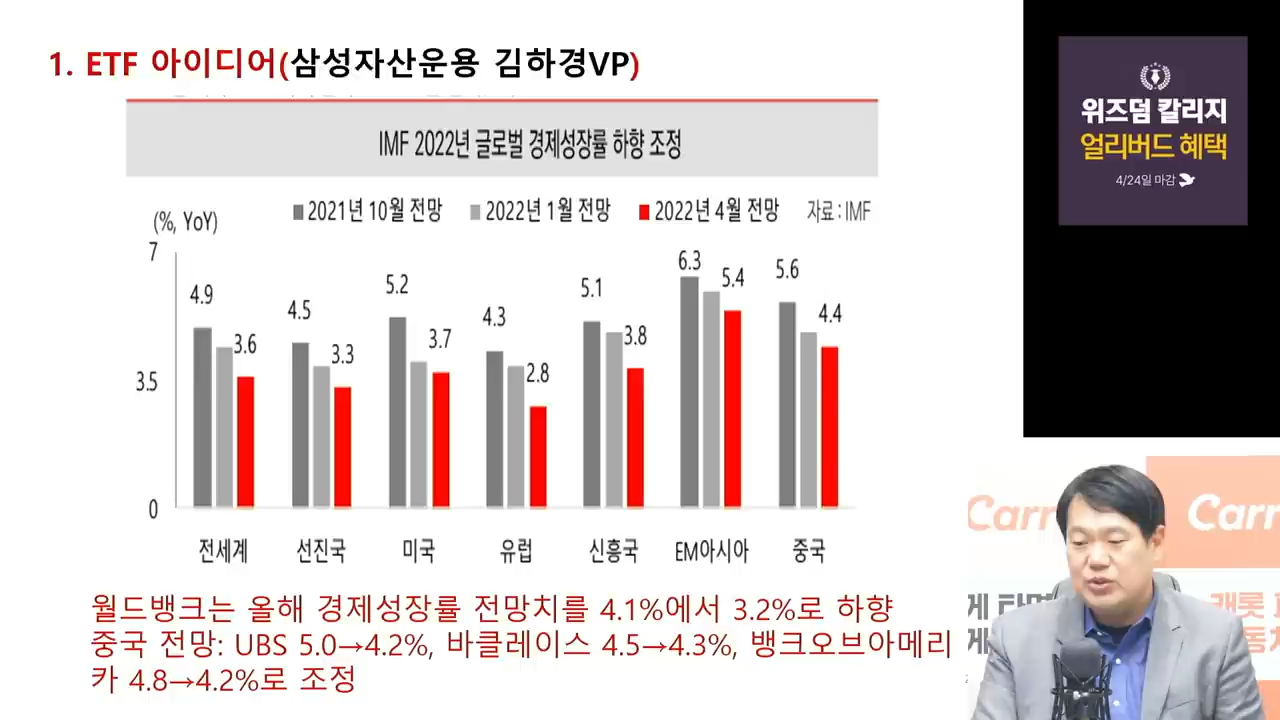 1. ETF 아이디어(삼성자산운용 김하경VP)
IMF 2022년 글로벌 경제성장률 하향 조정
(%, YoY)
2021년 10월 전망 2022년 1월 전망 2022년 4월 전망 자료 : IMF
7
3.5
0
4.9 3.6
4.5 3.3
5.2 3.7
4.3 2.8
5.1 3.8
6.3 5.4
5.6 4.4
전세계 선진국 미국 유럽 신흥국 EM아시아 중국
월드뱅크는 올해 경제성장률 전망치를 4.1%에서 3.2%로 하향
중국 전망: UBS 5.0→4.2%, 바클레이스 4.5→4.3%, 뱅크오브아메리
카 4.8→4.2%로 조정
위즈덤 칼리지
얼리버드 혜택
4/24일 마감
Carr
Carr
캐롯